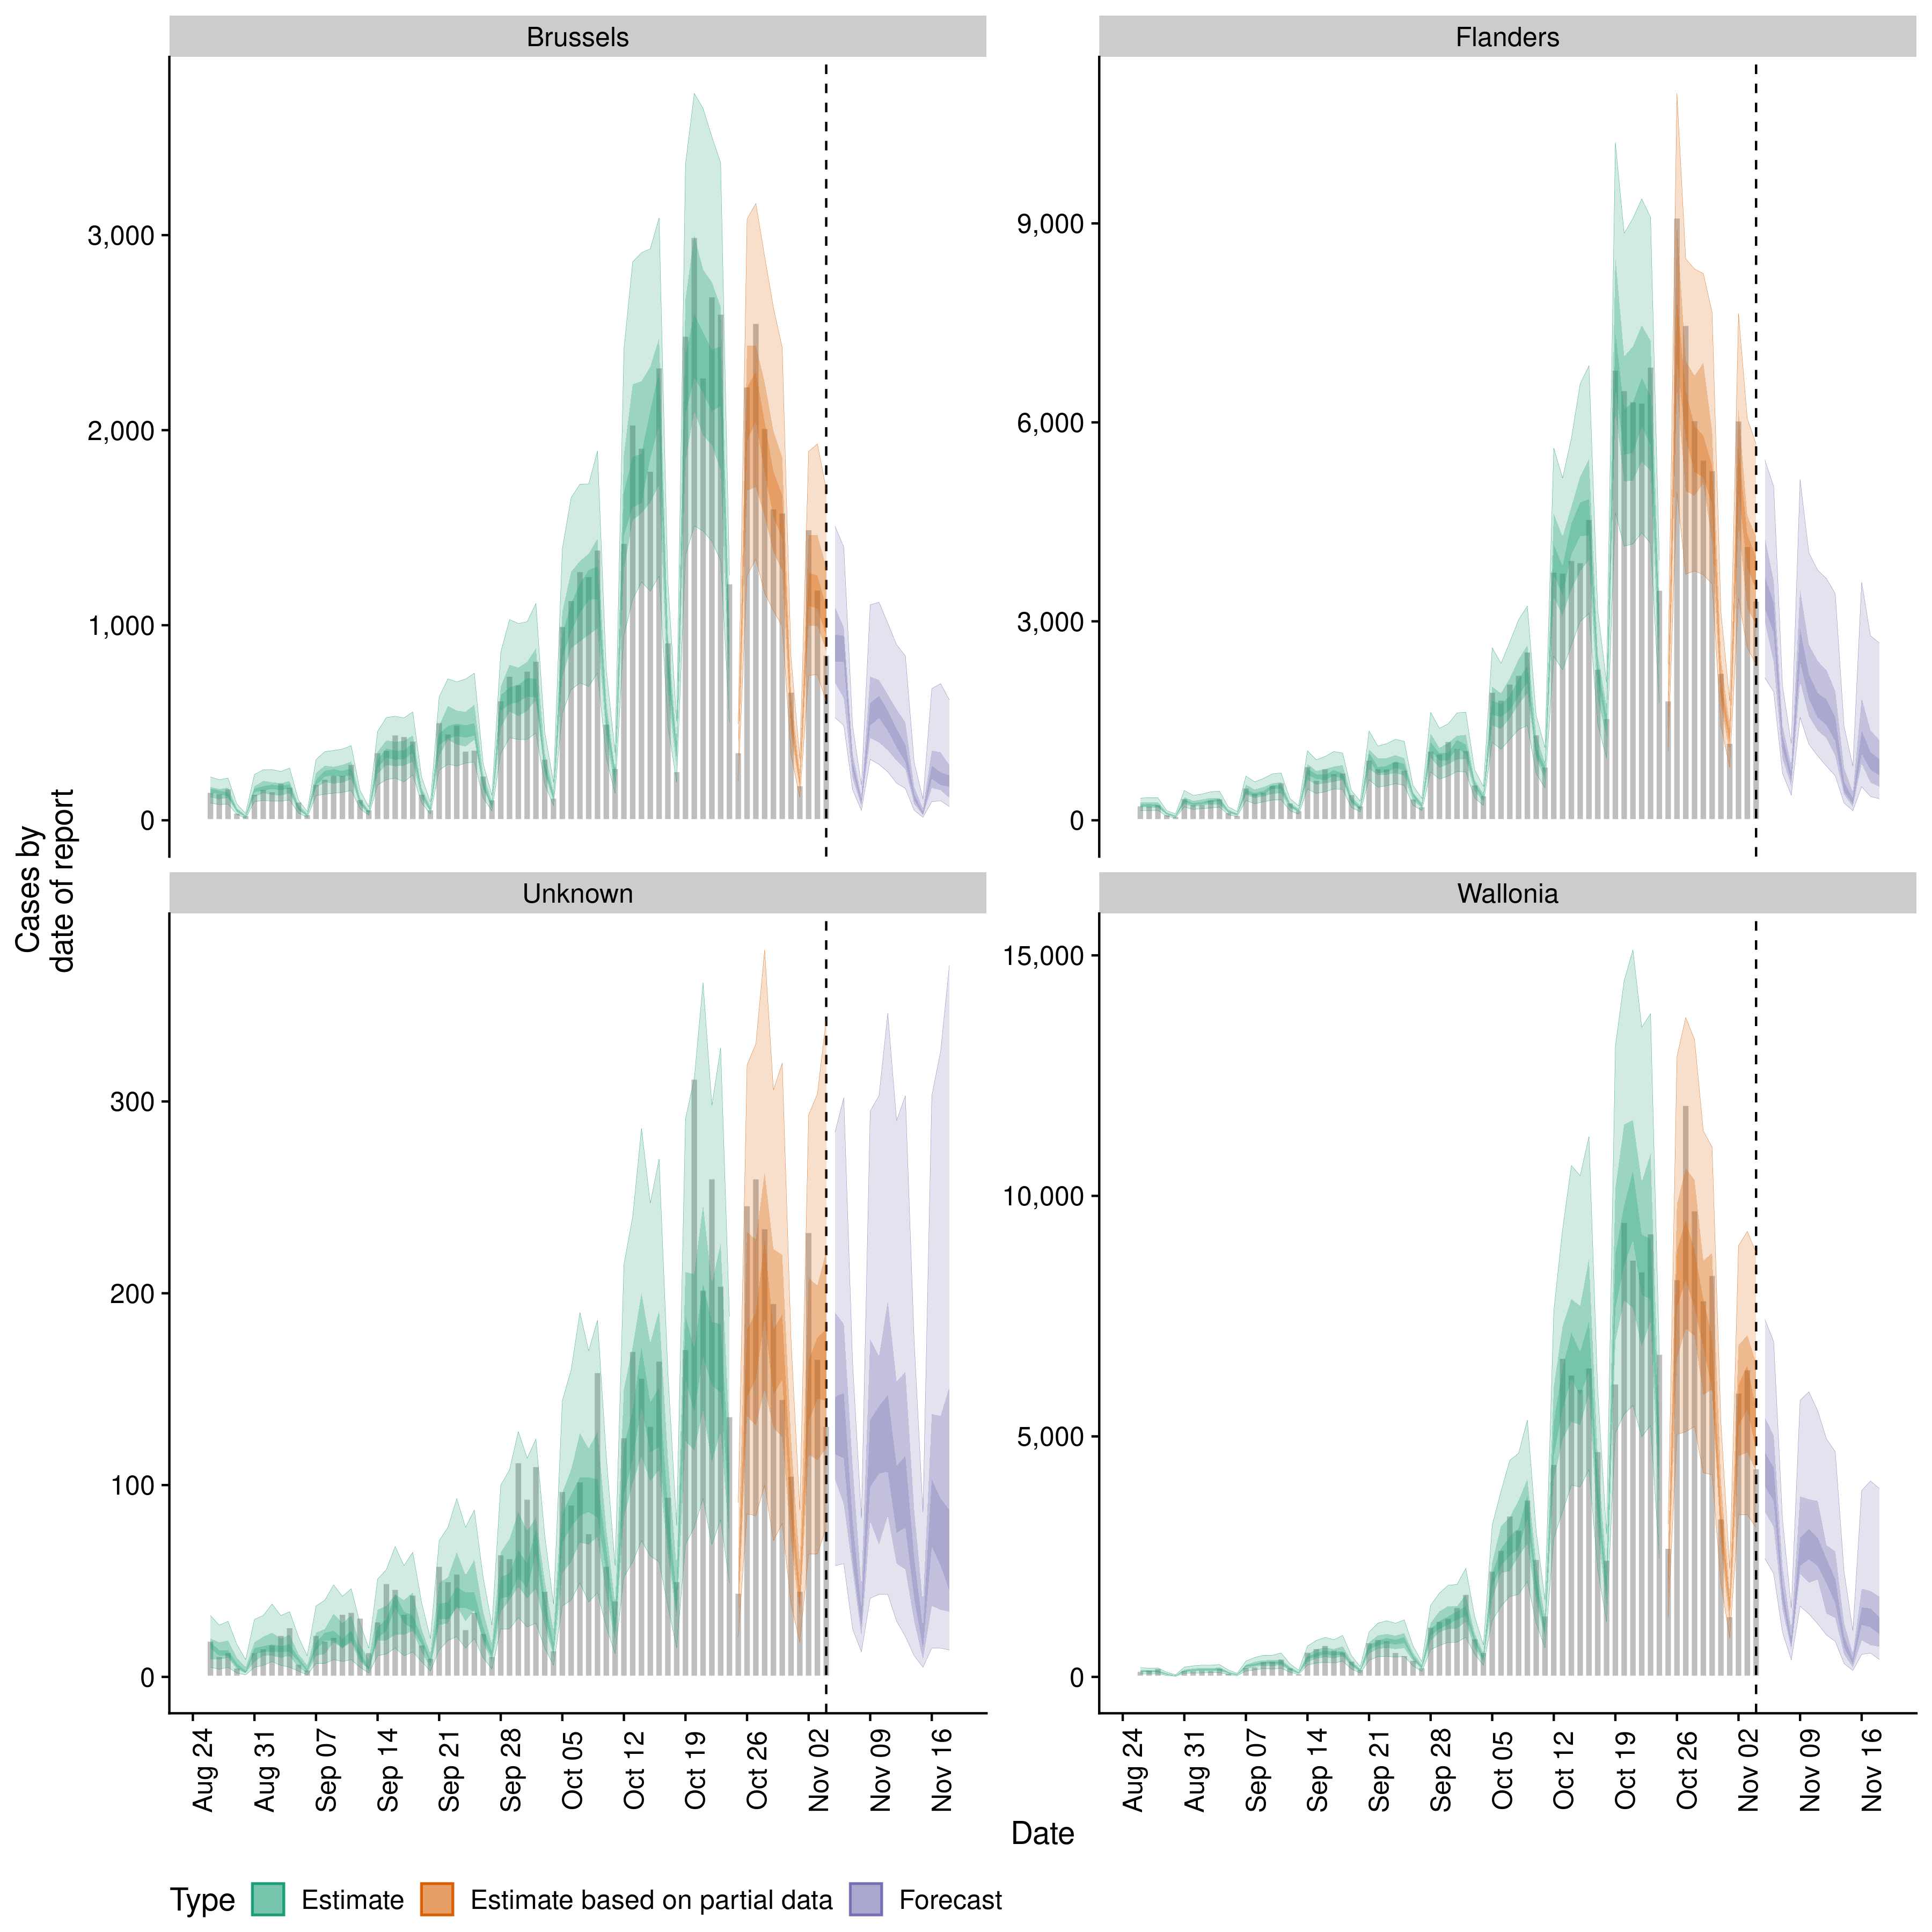 Brussels
Flanders
3,000
2,000
1,000
0
9,000
6,000
3,000
0
Cases by
date of report
Unknown
Wallonia
300
200
100
0
15,000
10,000
5,000
0
Aug 24
Aug 31
Sep 07
Sep 14
Sep 21
Sep 28
Oct 05
Oct 12
Oct 19
Oct 26
Nov 02
Nov 09
Nov 16
Aug 24
Aug 31
Sep 07
Sep 14
Sep 21
Sep 28
Oct 05
Oct 12
Oct 19
Oct 26
Nov 02
Nov 09
Nov 16
Date
Type Estimate Estimate based on partial data Forecast